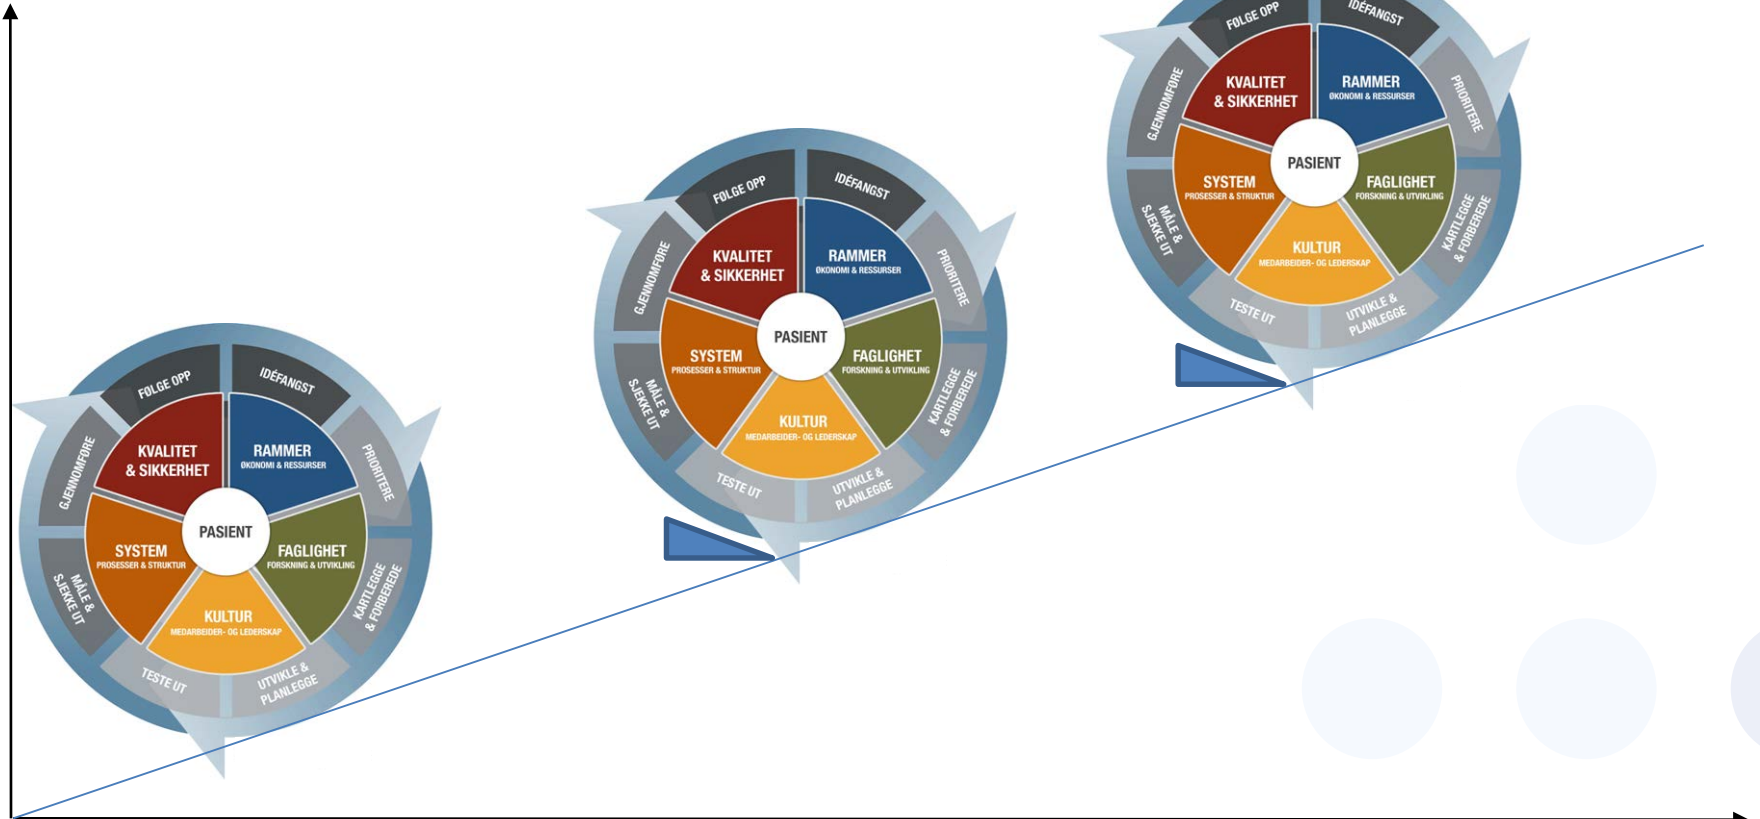 FØLGE OPP
IDÉFANGST
PRIORITERE
KARTLEGGE
& FORBEREDE
UTVIKLE &
PLANLEGGE
TESTE UT
MÅLE &
SJEKKE UT
GJENNOMFØRE
KVALITET
& SIKKERHET
RAMMER
ØKONOMI & RESSURSER
FAGLIGHET
FORSKNING & UTVIKLING
KULTUR
MEDARBEIDER- OG LEDERSKAP
SYSTEM
PROSESSER & STRUKTUR
PASIENT
FØLGE OPP
IDÉFANGST
PRIORITERE
KARTLEGGE
& FORBEREDE
UTVIKLE &
PLANLEGGE
TESTE UT
MÅLE &
SJEKKE UT
GJENNOMFØRE
KVALITET
& SIKKERHET
RAMMER
ØKONOMI & RESSURSER
FAGLIGHET
FORSKNING & UTVIKLING
KULTUR
MEDARBEIDER- OG LEDERSKAP
SYSTEM
PROSESSER & STRUKTUR
PASIENT
FØLGE OPP
IDÉFANGST
PRIORITERE
KARTLEGGE
& FORBEREDE
UTVIKLE &
PLANLEGGE
TESTE UT
MÅLE &
SJEKKE UT
GJENNOMFØRE
KVALITET
& SIKKERHET
RAMMER
ØKONOMI & RESSURSER
FAGLIGHET
FORSKNING & UTVIKLING
KULTUR
MEDARBEIDER- OG LEDERSKAP
SYSTEM
PROSESSER & STRUKTUR
PASIENT